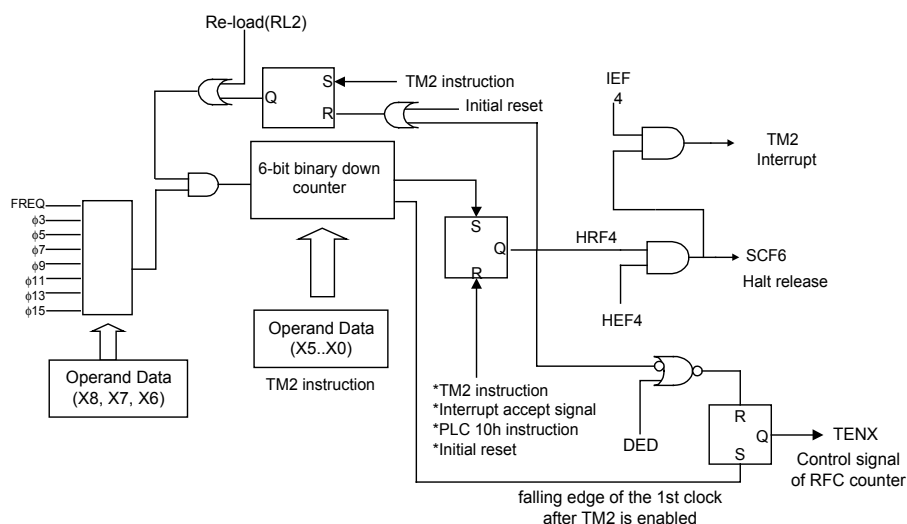 Re-load(RL2)
S
Q
R
TM2 instruction
Initial reset
IEF
4
TM2
Interrupt
6-bit binary down
counter
FREQ
ϕ3
ϕ5
ϕ7
ϕ9
ϕ11
ϕ13
ϕ15
S
Q
R
HRF4
SCF6
Halt release
HEF4
Operand Data
(X5..X0)
TM2 instruction
Operand Data
(X8, X7, X6)
*TM2 instruction
*Interrupt accept signal
*PLC 10h instruction
*Initial reset
DED
R
Q
S
TENX
Control signal
of RFC counter
falling edge of the 1st clock
after TM2 is enabled